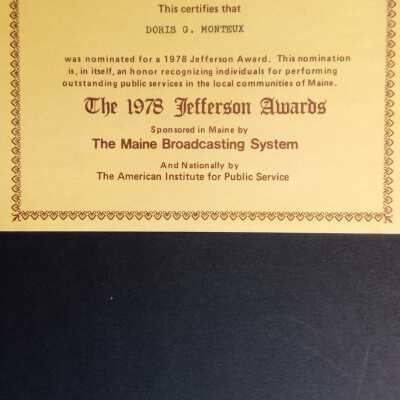 This certifies that
DORIS G. MONTEUX
was nominated for a 1978 Jefferson Award. This nomination
is, in itself, an honor recognizing individuals for performing
outstanding public services in the local communities of Maine.
The 1978 Jefferson Awards
Sponsored in Maine by
The Maine Broadcasting System
And Nationally by
The American Institute for Public Service